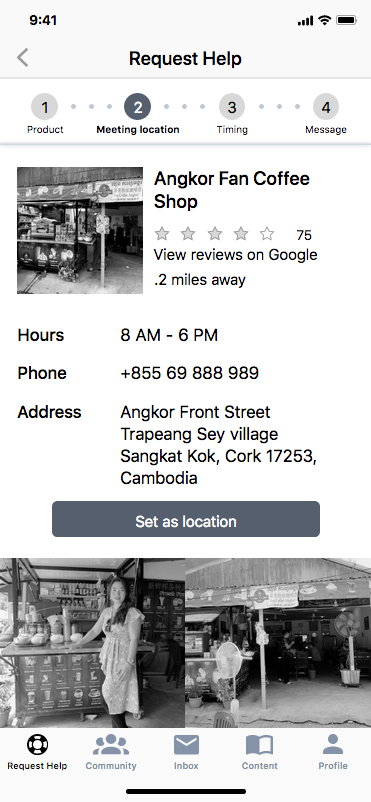 9:41
Request Help
1
2
3
4
Product
Meeting location
Timing
Message
Angkor Fan Coffee
Shop
75
View reviews on Google
.2 miles away
Hours
8 AM - 6 PM
Phone
+855 69 888 989
Address
Angkor Front Street
Trapeang Sey village
Sangkat Kok, Cork 17253,
Cambodia
Set as location
Request Help
Community
Inbox
Content
Profile